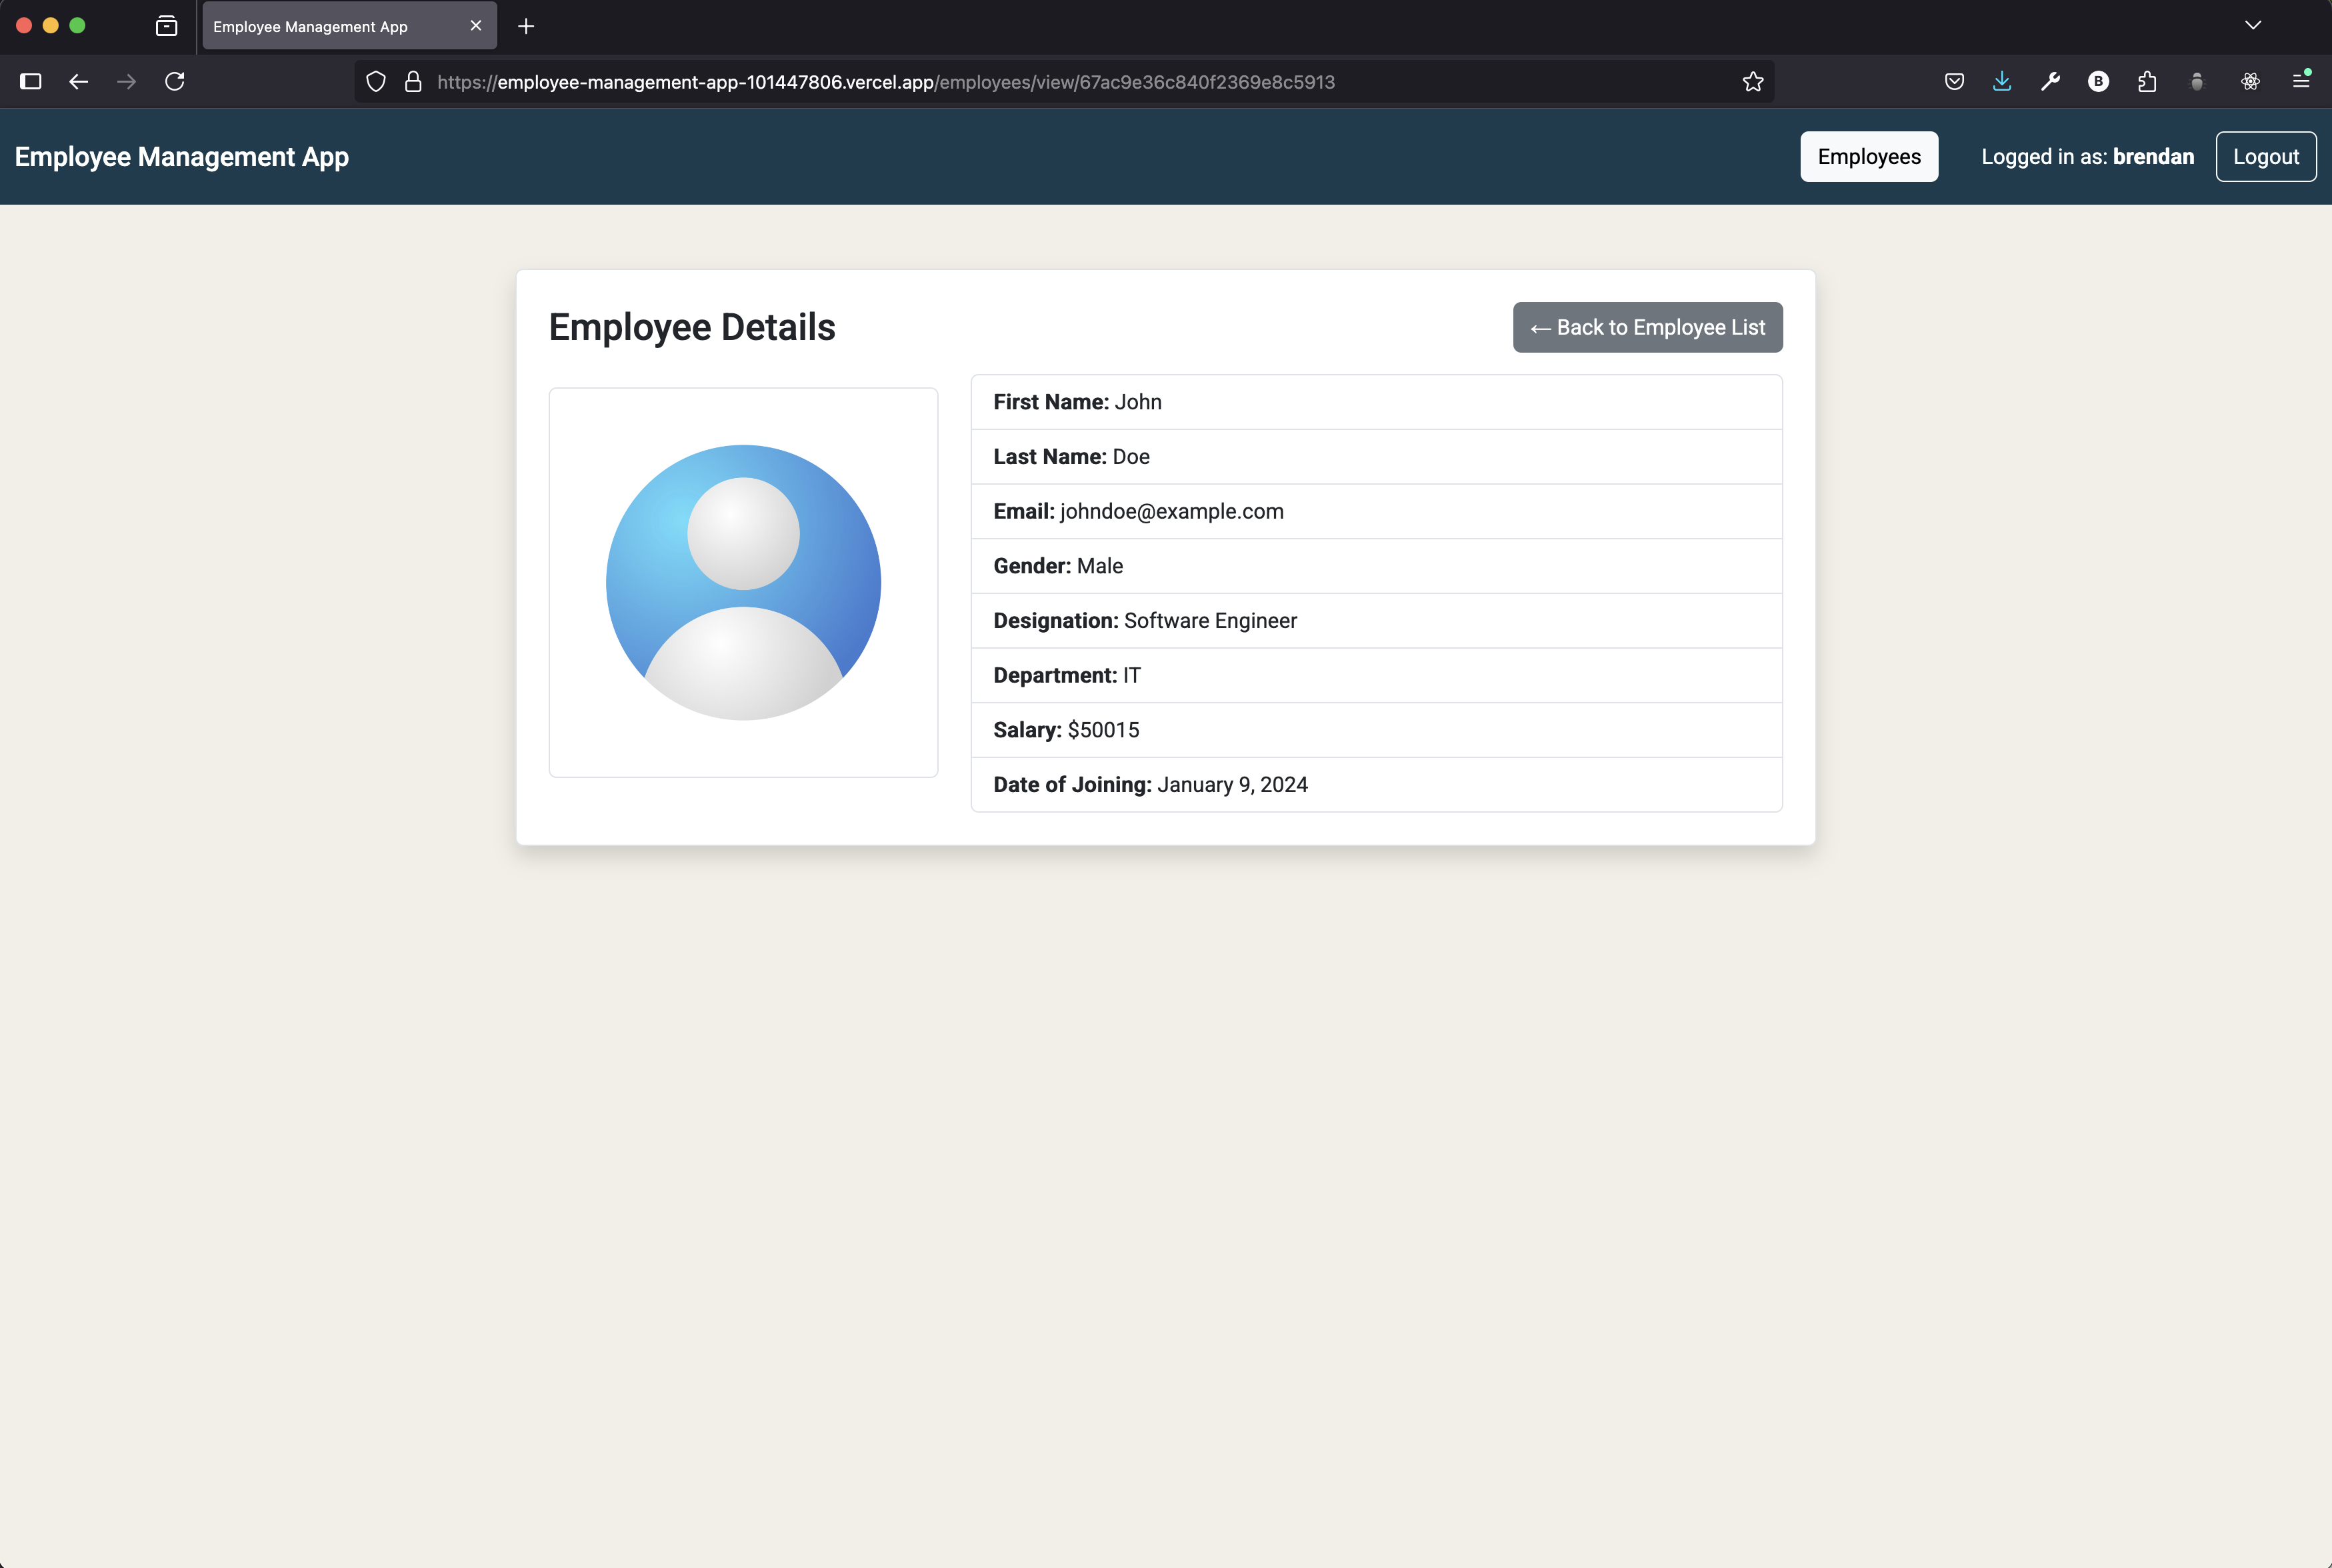 Employee Management App
https://employee-management-app-101447806.vercel.app/employees/view/67ac9e36c840f2369e8c5913
B
Employee Management App
Employees
Logged in as: brendan
Logout
Employee Details
← Back to Employee List
First Name: John
Last Name: Doe
Email: johndoe@example.com
Gender: Male
Designation: Software Engineer
Department: IT
Salary: $50015
Date of Joining: January 9, 2024